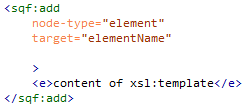 <sqf:add
node-type="element"
target="elementName"
>
<e>content of xsl:template</e>
</sqf:add>